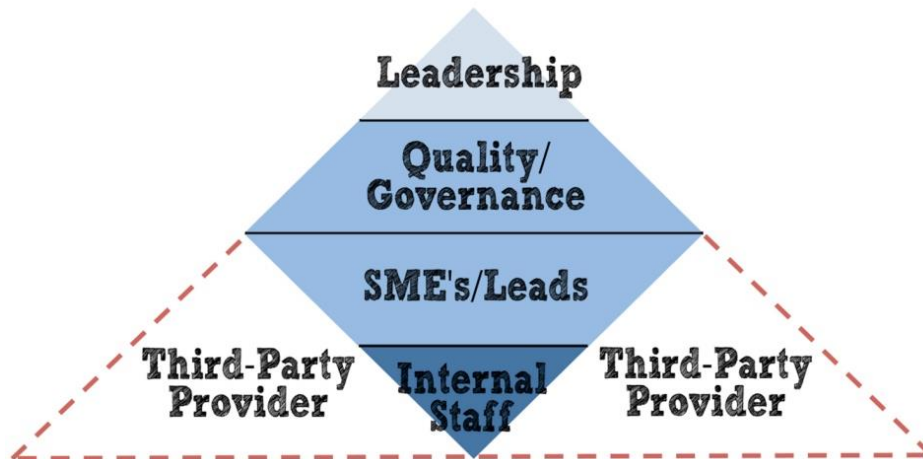 Leadership
Quality/
Governance
SME's/Leads
Third-Party
Provider
Internal
Staff
Third-Party
Provider